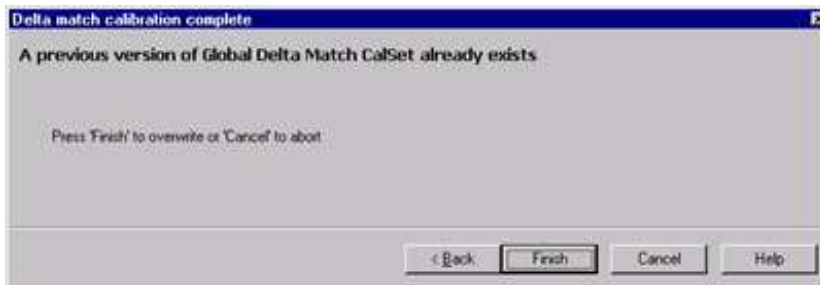 Delta match calibration complete
A previous version of Global Delta Match CalSet already exists
Press 'Finish' to overwrite or 'Cancel' to abort
< Back Finish Cancel Help